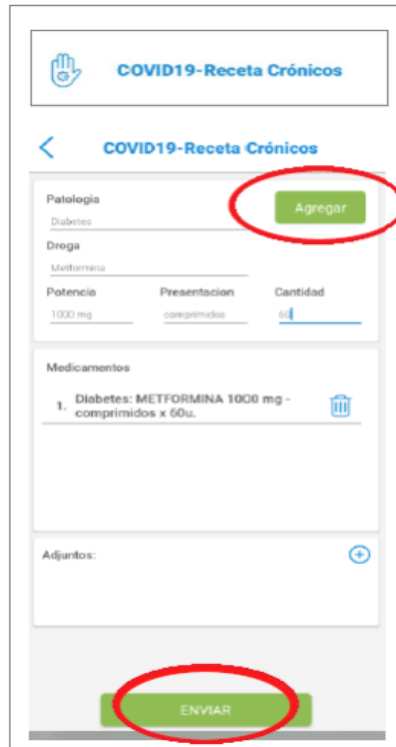 COVID19-Receta Crónicos
COVID19-Receta Crónicos
Patologia
Agregar
Diabetes
Droga
Metformina
Potencia Presentacion Cantidad
1000 mg comprimidos 60
Medicamentos
1. Diabetes: METFORMINA 1000 mg -
comprimidos x 60u.
Adjuntos:
ENVIAR